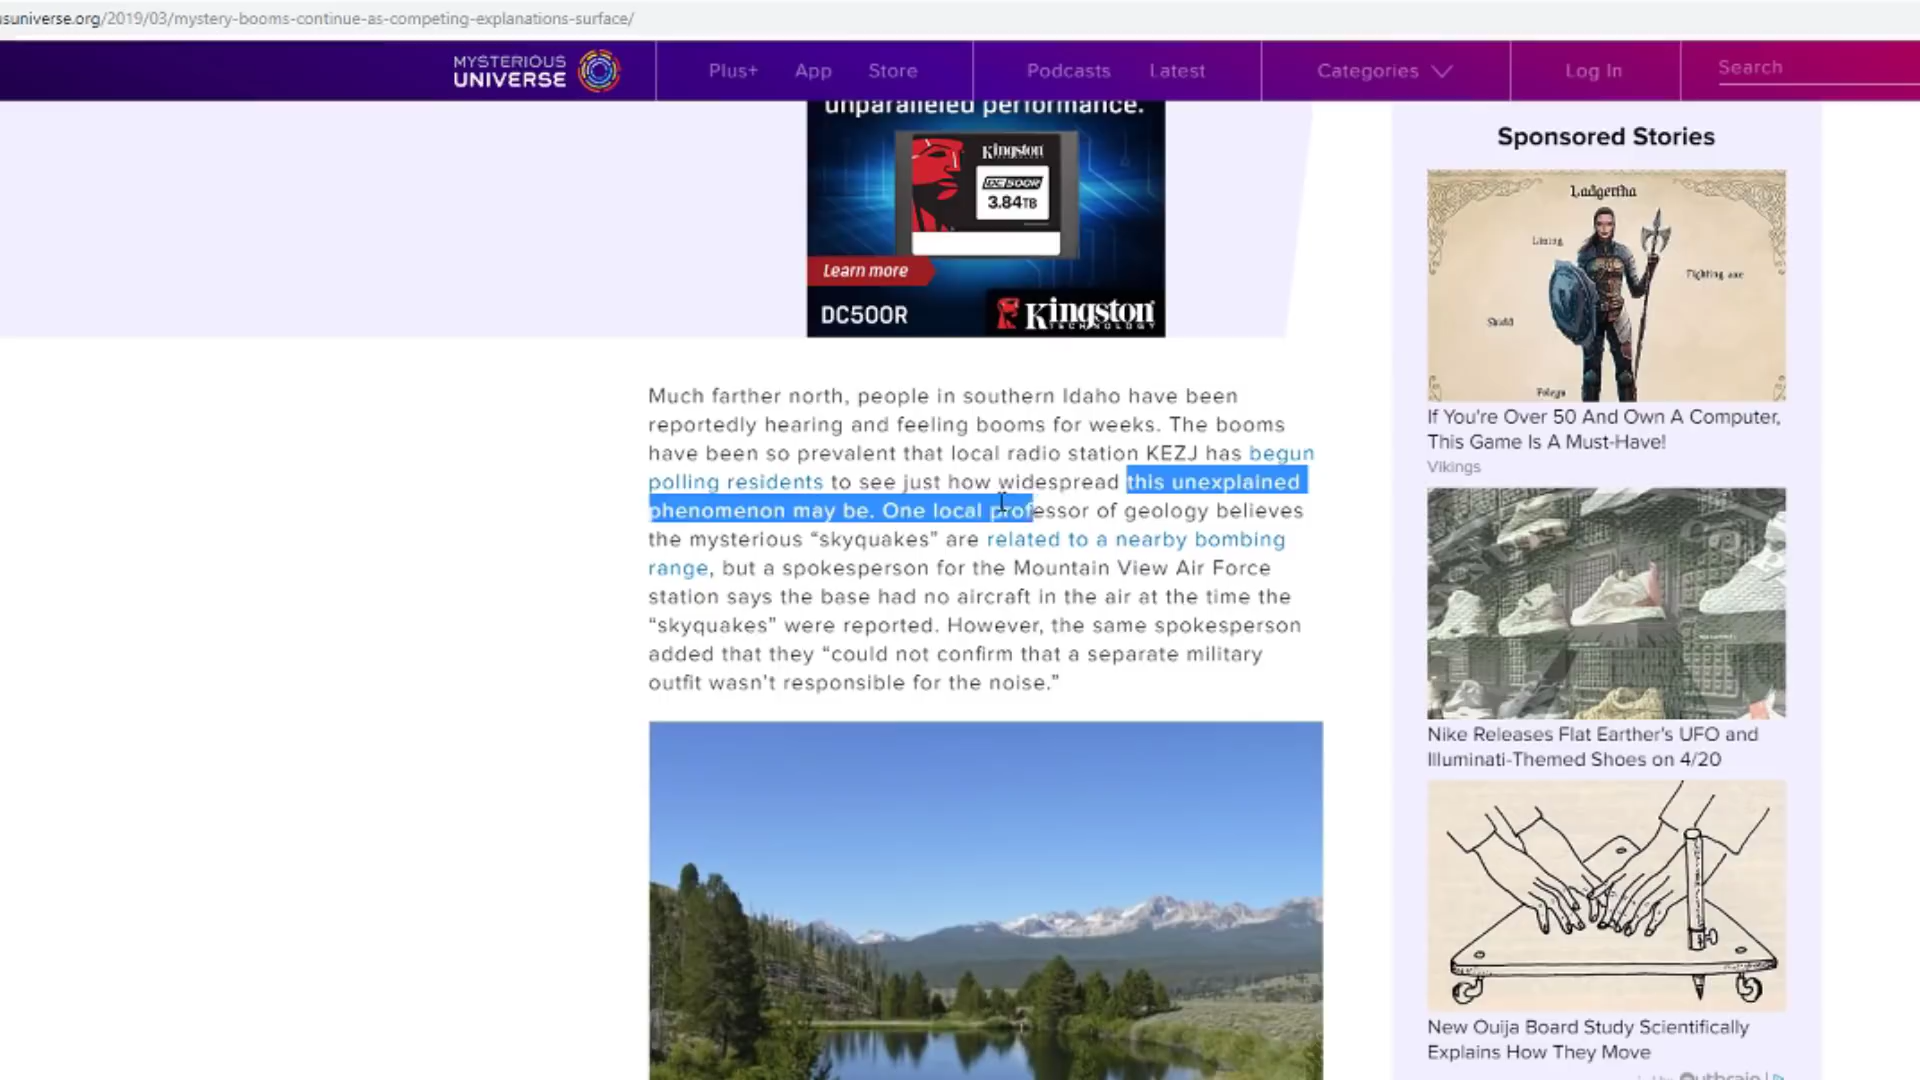 usuniverse.org/2019/03/mystery-booms-continue-as-competing-explanations-surface/
MYSTERIOUS
UNIVERSE
Plus+
App
Store
Podcasts
Latest
Categories
Log In
Search
unparalleled performance.
Kingston
DC500R
3.84TB
Learn more
DC500R
Kingston
TECHNOLOGY
Much farther north, people in southern Idaho have been
reportedly hearing and feeling booms for weeks. The booms
have been so prevalent that local radio station KEZJ has begun
polling residents to see just how widespread this unexplained
phenomenon may be. One local professor of geology believes
the mysterious “skyquakes” are related to a nearby bombing
range, but a spokesperson for the Mountain View Air Force
station says the base had no aircraft in the air at the time the
“skyquakes” were reported. However, the same spokesperson
added that they “could not confirm that a separate military
outfit wasn’t responsible for the noise.”
Sponsored Stories
Ladgertha
Lining
Fighting axe
Shield
If You're Over 50 And Own A Computer,
This Game Is A Must-Have!
Vikings
Nike Releases Flat Earther's UFO and
Illuminati-Themed Shoes on 4/20
New Ouija Board Study Scientifically
Explains How They Move
Outbrain